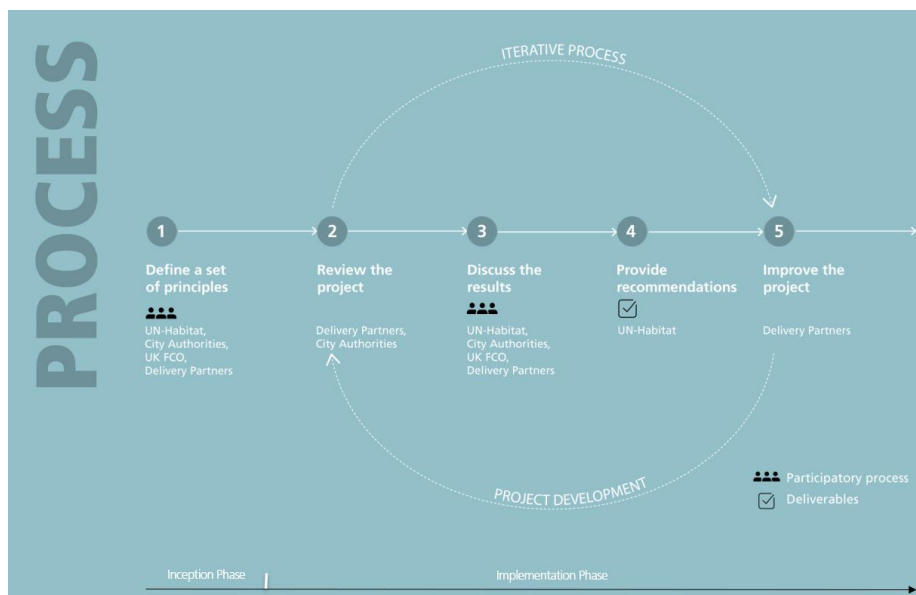 PROCESS
ITERATIVE PROCESS
1
2
3
4
5
Define a set
of principles
UN-Habitat,
City Authorities,
UK FCO,
Delivery Partners
Review the
project
Delivery Partners,
City Authorities
Discuss the
results
UN-Habitat,
City Authorities,
UK FCO,
Delivery Partners
Provide
recommendations
UN-Habitat
Improve the
project
Delivery Partners
PROJECT DEVELOPMENT
Participatory process
Deliverables
Inception Phase
Implementation Phase